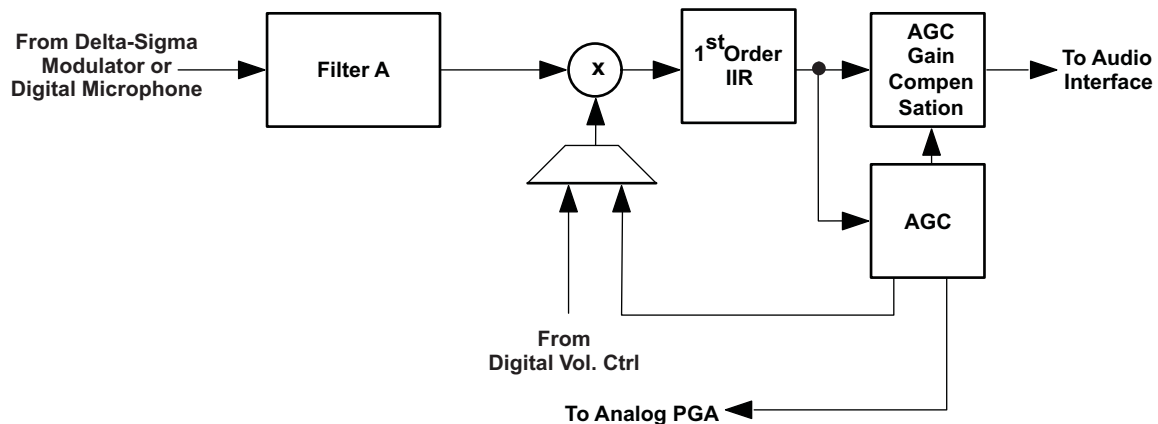 From Delta-Sigma
Modulator or
Digital Microphone
Filter A
x
1st Order
IIR
AGC
Gain
Compen
Sation
To Audio
Interface
AGC
From
Digital Vol. Ctrl
To Analog PGA